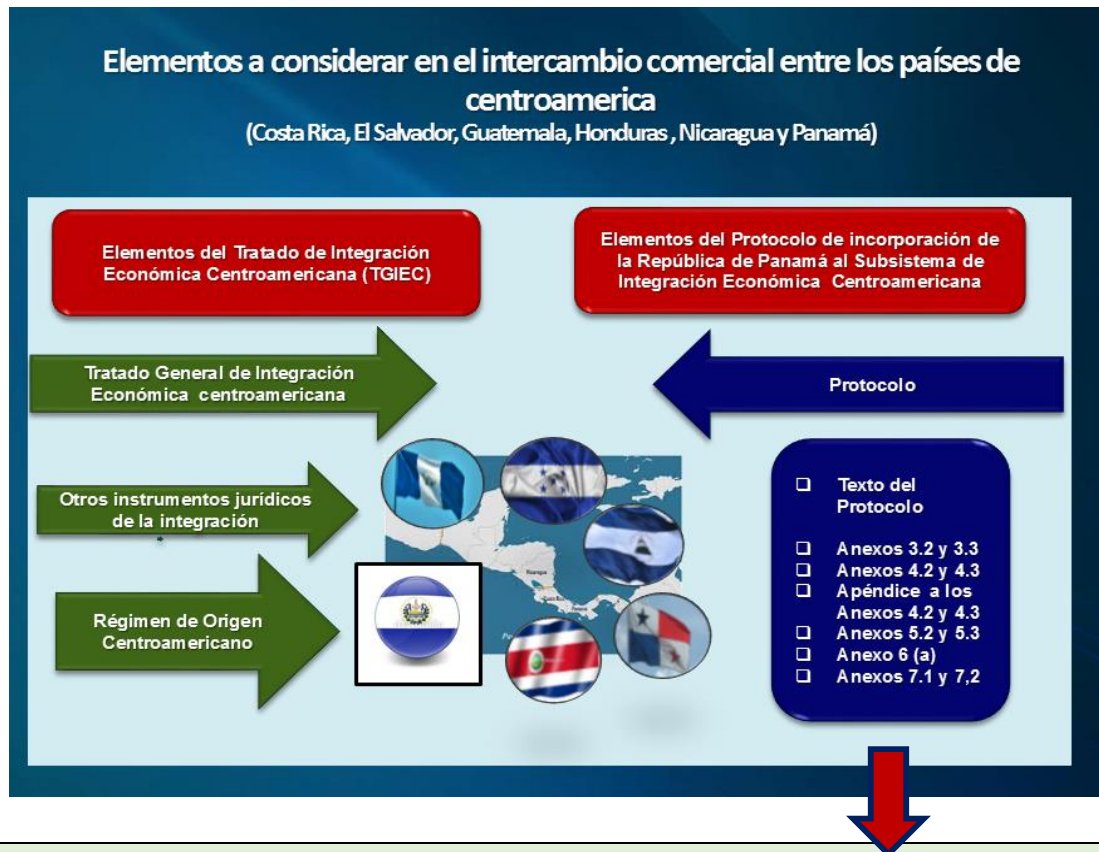 Elementos a considerar en el intercambio comercial entre los países de
centroamerica
(Costa Rica, El Salvador, Guatemala, Honduras , Nicaragua y Panamá)
Elementos del Tratado de Integración
Económica Centroamericana (TGIEC)
Elementos del Protocolo de incorporación de
la República de Panamá al Subsistema de
Integración Económica Centroamericana
Tratado General de Integración
Económica centroamericana
Protocolo
Otros instrumentos jurídicos
de la integración
Régimen de Origen
Centroamericano
❑ Texto del
Protocolo
❑ Anexos 3.2 y 3.3
❑ Anexos 4.2 y 4.3
❑ Apéndice a los
Anexos 4.2 y 4.3
❑ Anexos 5.2 y 5.3
❑ Anexo 6 (a)
❑ Anexos 7.1 y 7,2